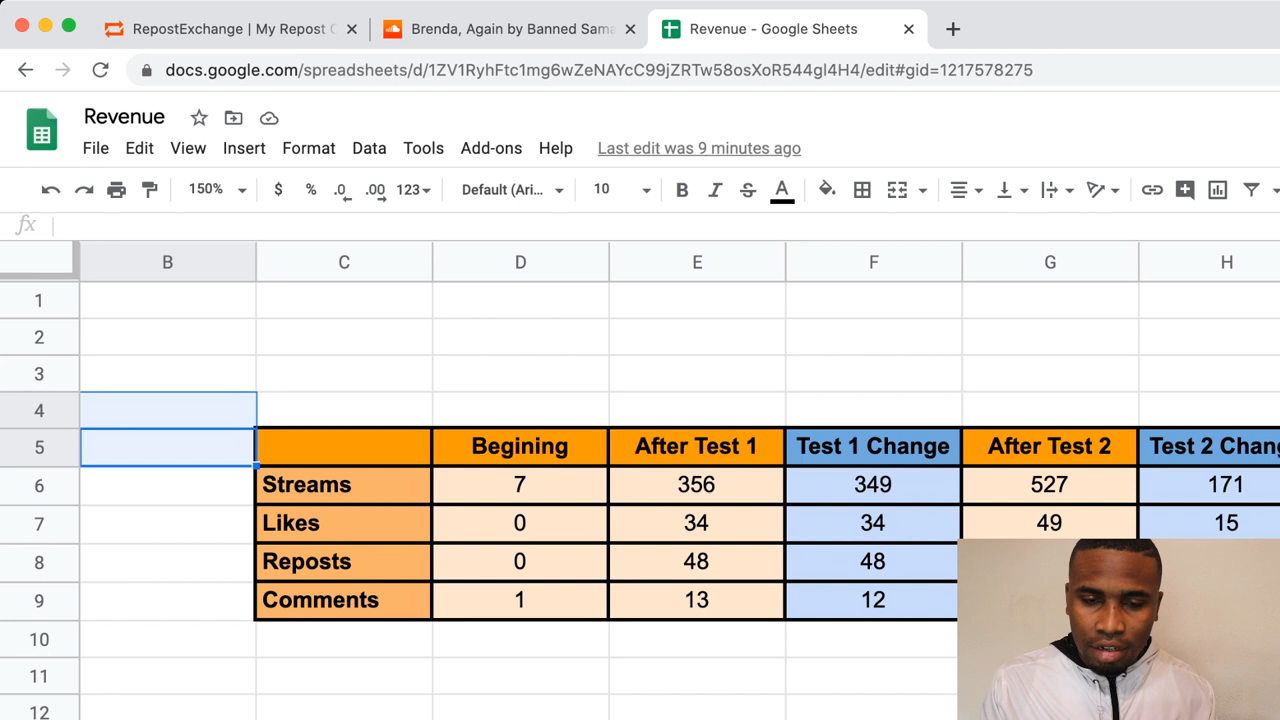 RepostExchange | My Repost
Brenda, Again by Banned Sama
Revenue - Google Sheets
docs.google.com/spreadsheets/d/1ZV1RyhFtc1mg6wZeNAYcC99jZRTw58osXoR544gl4H4/edit#gid=1217578275
Revenue
File Edit View Insert Format Data Tools Add-ons Help Last edit was 9 minutes ago
150% $ % .0 .00 123 Default (Ari... 10 B I S A
fx
B C D E F G H
1
2
3
4
5 Begining After Test 1 Test 1 Change After Test 2 Test 2 Chang
6 Streams 7 356 349 527 171
7 Likes 0 34 34 49 15
8 Reposts 0 48 48
9 Comments 1 13 12
10
11
12